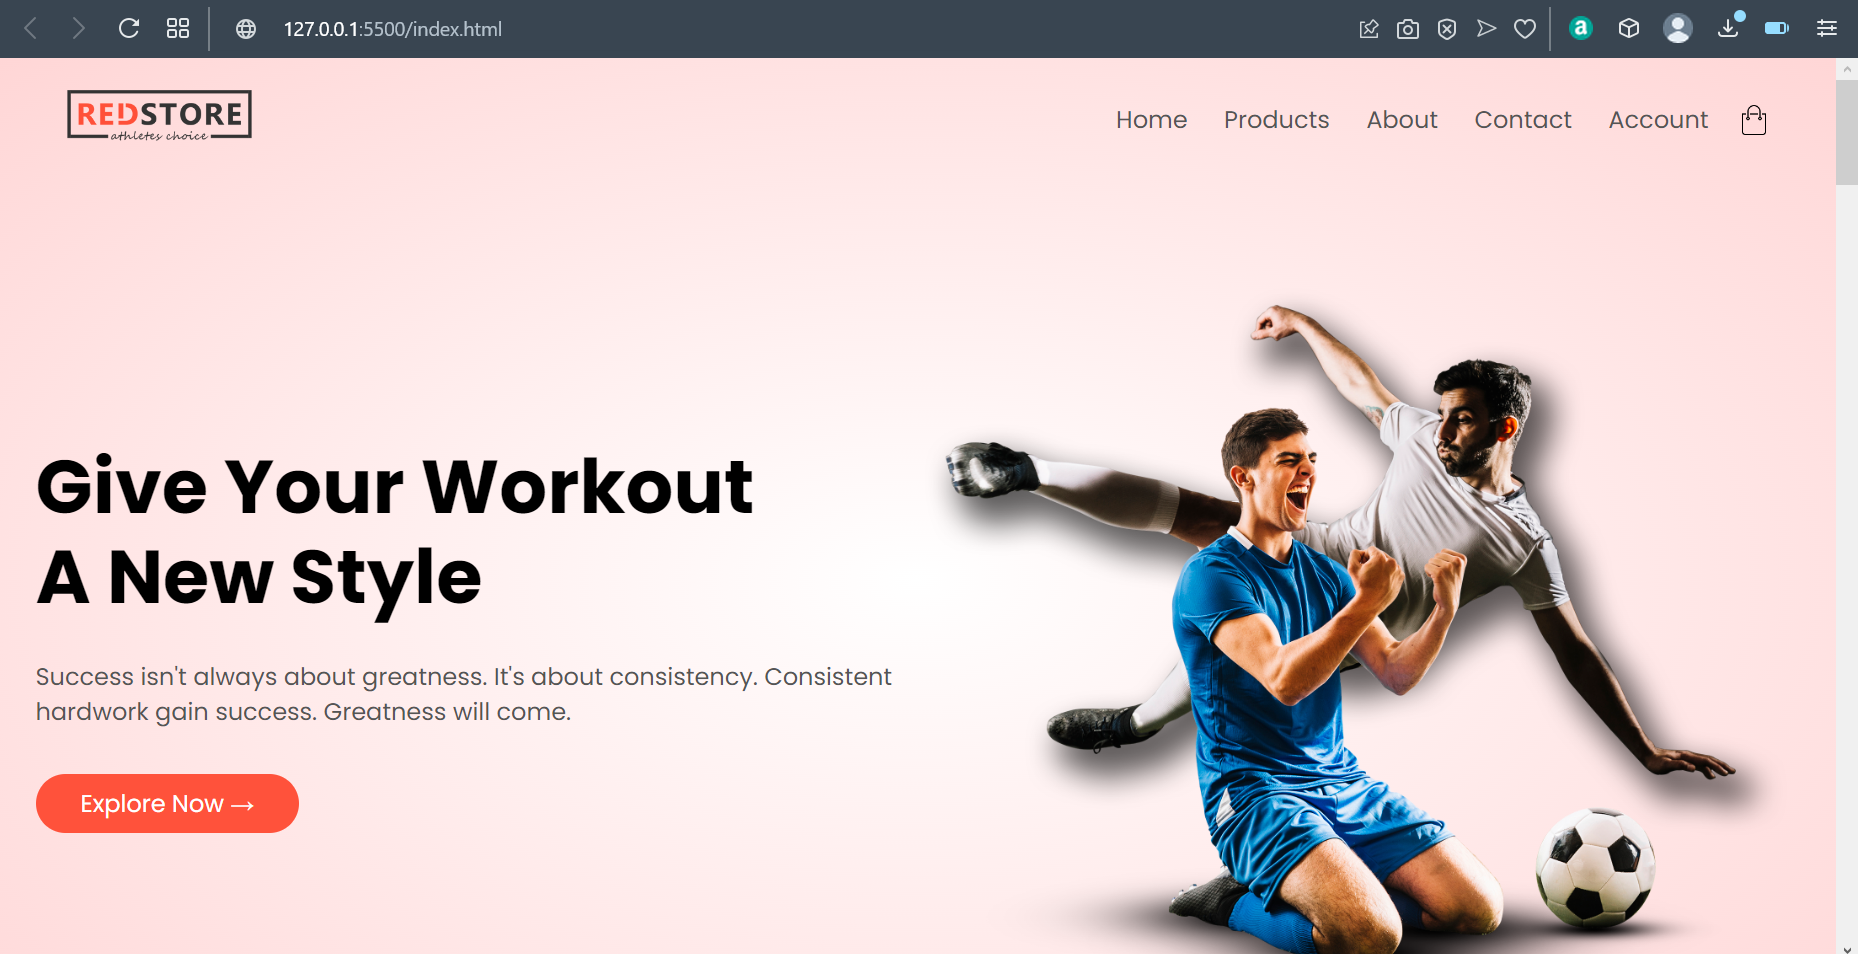 127.0.0.1:5500/index.html
a
REDSTORE
athletes choice
Home Products About Contact Account
Give Your Workout
A New Style
Success isn't always about greatness. It's about consistency. Consistent
hardwork gain success. Greatness will come.
Explore Now →